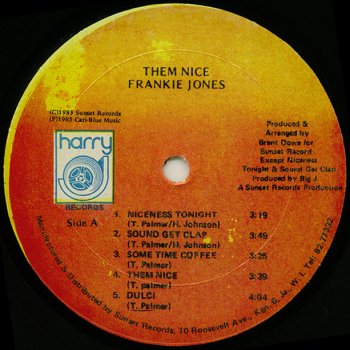 THEM NICE
FRANKIE JONES
(C)1983 Sunset Records
(P)1985 Cari-Blue Music
harry
J
RECORDS
Side A
Produced &
Arranged by
Brent Dowe for
Sunset Record
Except Niceness
Tonight & Sound Get Clap
Produced by Big J
A Sunset Records Production
1. NICENESS TONIGHT 3:19
(T. Palmer/H. Johnson)
2. SOUND GET CLAP 3:49
(T. Palmer/H. Johnson)
3. SOME TIME COFFEE 3:25
(T. Palmer)
4. THEM NICE 3:39
(T. palmer)
5. DULCI 4:04
(T. Palmer)
Manufactured & Distributed by Sunset Records, 10 Roosevelt Ave., Kgn. 6, Ja., W. I. Tel: 92-77332.